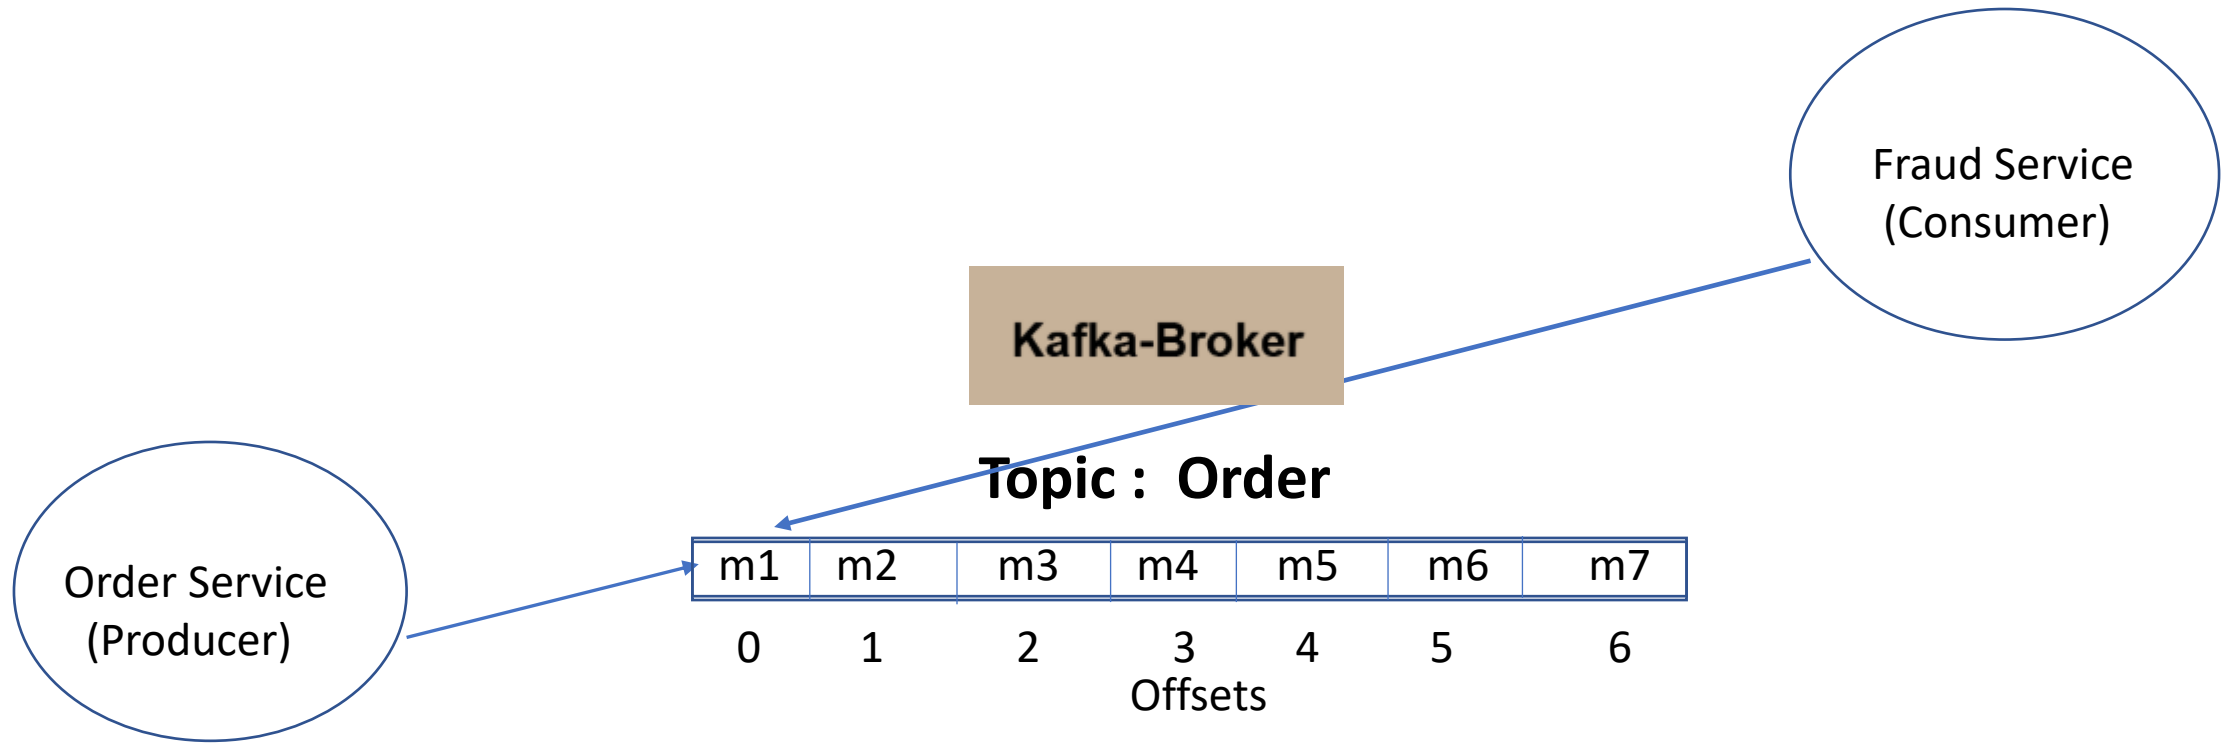 Fraud Service
(Consumer)
Kafka-Broker
Topic : Order
Order Service
(Producer)
m1 m2 m3 m4 m5 m6 m7
0 1 2 3 4 5 6
Offsets